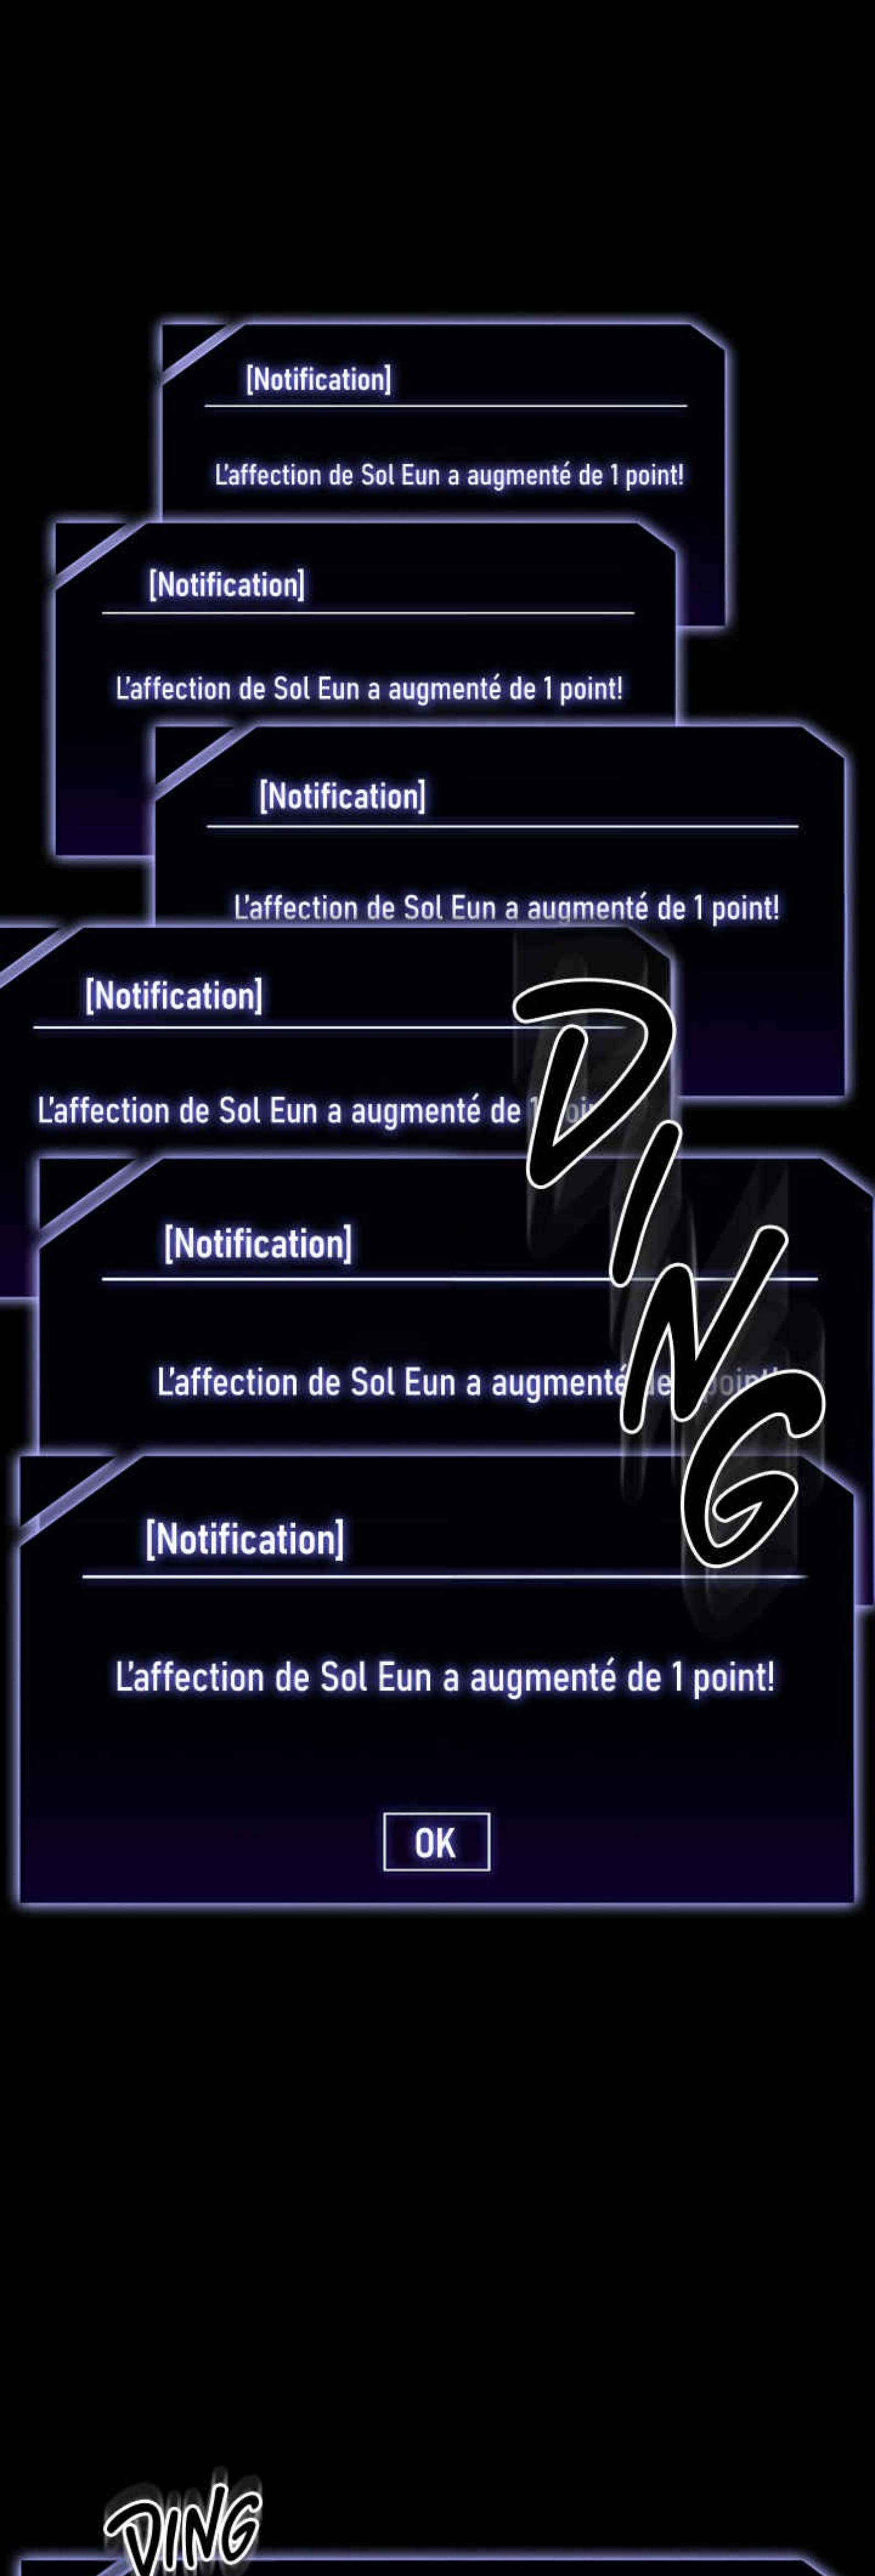 [Notification]
L'affection de Sol Eun a augmenté de 1 point!
[Notification]
L'affection de Sol Eun a augmenté de 1 point!
[Notification]
L'affection de Sol Eun a augmenté de 1 point!
[Notification]
L'affection de Sol Eun a augmenté de
DING
[Notification]
L'affection de Sol Eun a augmenté de point!
[Notification]
L'affection de Sol Eun a augmenté de 1 point!
OK
DING